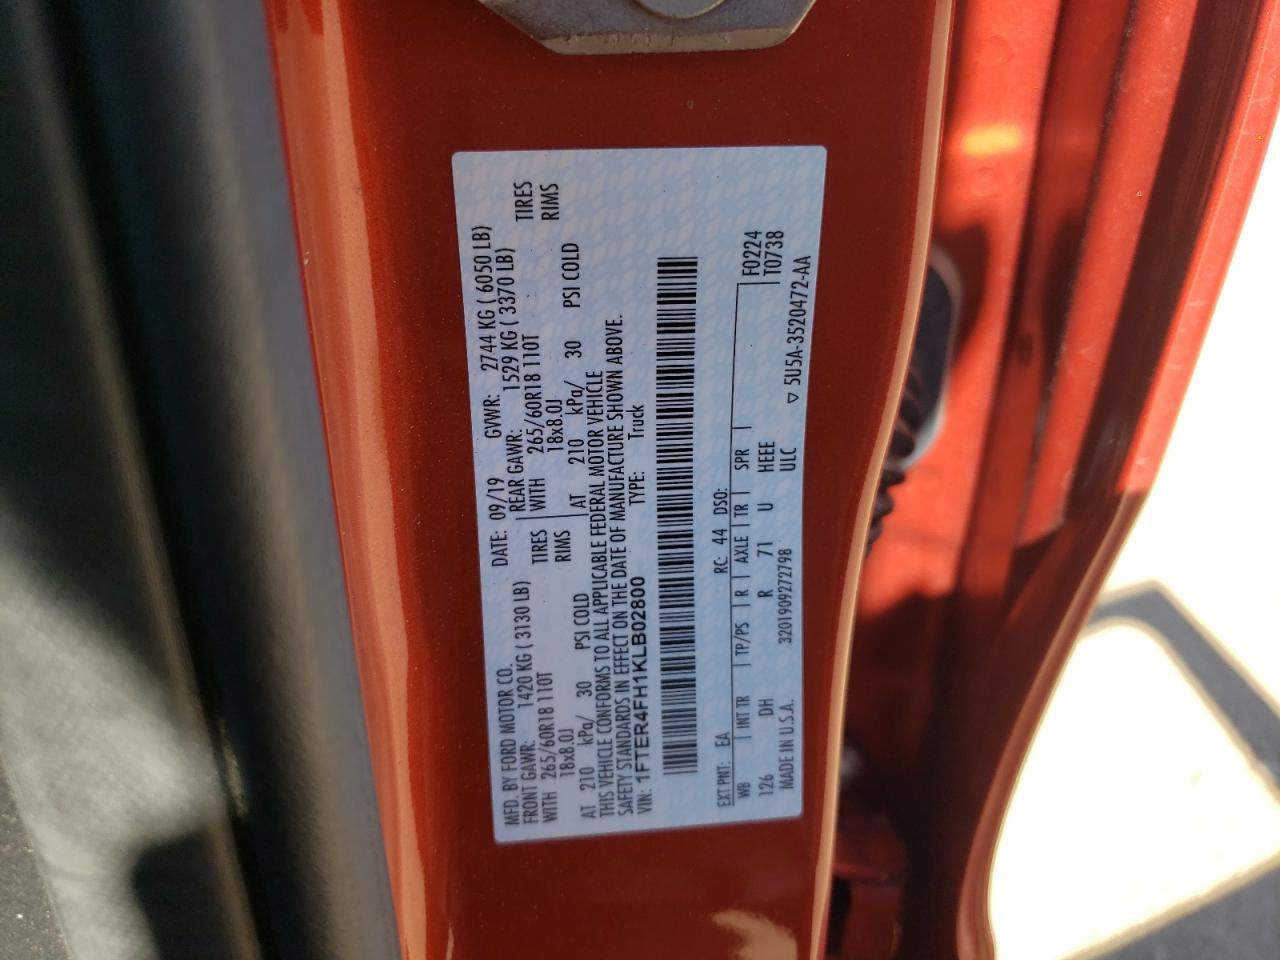 MFD. BY FORD MOTOR CO. DATE: 09/19 GVWR: 2744 KG ( 6050 LB)
FRONT GAWR: 1420 KG ( 3130 LB) REAR GAWR: 1529 KG ( 3370 LB)
WITH 265/60R18 110T TIRES WITH 265/60R18 110T TIRES
18x8.0J RIMS 18x8.0J RIMS
AT 210 kPa/ 30 PSI COLD AT 210 kPa/ 30 PSI COLD
THIS VEHICLE CONFORMS TO ALL APPLICABLE FEDERAL MOTOR VEHICLE
SAFETY STANDARDS IN EFFECT ON THE DATE OF MANUFACTURE SHOWN ABOVE.
VIN: 1FTER4FH1KLB02800 TYPE: Truck
EXT PNT: EA RC: 44 DSO:
WB INT TR TP/PS R AXLE TR SPR F0224
126 DH R 71 U HEEE T0738
MADE IN U.S.A. 3201909272798 ULC ▽ 5U5A-3520472-AA